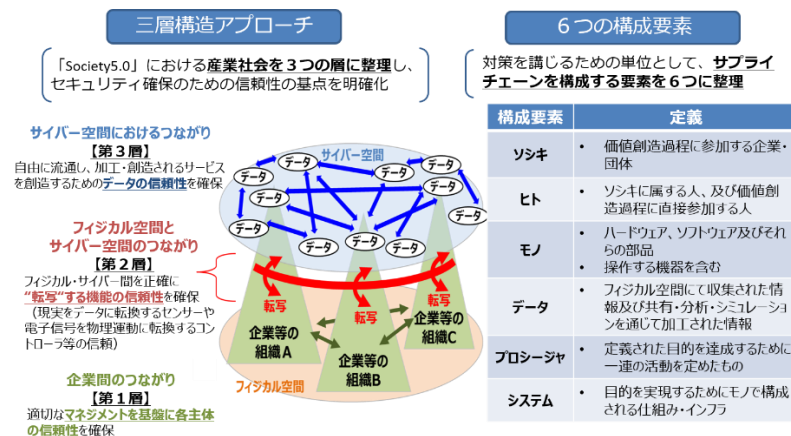 三層構造アプローチ
「Society5.0」における産業社会を３つの層に整理し、
セキュリティ確保のための信頼性の基点を明確化
サイバー空間におけるつながり
【第３層】
自由に流通し、加工・創造されるサービス
を創造するためのデータの信頼性を確保
フィジカル空間と
サイバー空間のつながり
【第２層】
フィジカル・サイバー間を正確に
“転写”する機能の信頼性を確保
（現実をデータに転換するセンサーや
電子信号を物理運動に転換するコント
ローラ等の信頼）
企業間のつながり
【第１層】
適切なマネジメントを基盤に各主体
の信頼性を確保
サイバー空間
データ
データ
データ
データ
データ
データ
データ
データ
データ
データ
データ
転写
転写
転写
企業等の
組織A
企業等の
組織B
企業等の
組織C
フィジカル空間
６つの構成要素
対策を講じるための単位として、サプライ
チェーンを構成する要素を６つに整理
構成要素 定義
ソシキ • 価値創造過程に参加する企業・
団体
ヒト • ソシキに属する人、及び価値創
造過程に直接参加する人
モノ • ハードウェア、ソフトウェア及びそれ
らの部品
• 操作する機器を含む
データ • フィジカル空間にて収集された情
報及び共有・分析・シミュレーショ
ンを通じて加工された情報
プロシージャ • 定義された目的を達成するために
一連の活動を定めたもの
システム • 目的を実現するためにモノで構成
される仕組み・インフラ